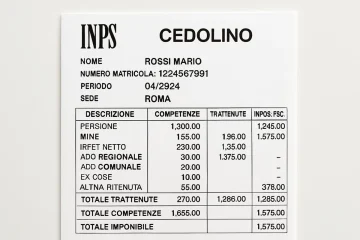 INPS CEDOLINO
NOME ROSSI MARIO
NUMERO MATRICOLA: 1224567991
PERIODO 04/2924
SEDE ROMA
DESCRIZIONE COMPETENZE TRATTENUTE INPOS. FSC.
PERSIONE 1,300.00 1,245.00
MINE 155.00 196.00 1.575.00
IRFET NETTO 230.00 1,35.00
ADO REGIONALE 30.00 1.375.00 –
ADD COMUNALE 20.00 –
EX COSE 10.00 –
ALTNA RITENUTA 55.00 378.00
TOTALE TRATTENUTE 270.00 1,286.00 1,285.00
TOTALE COMPETENZE 1,655.00 1.575.00
TOTALE IMPONIBILE 1.575.00